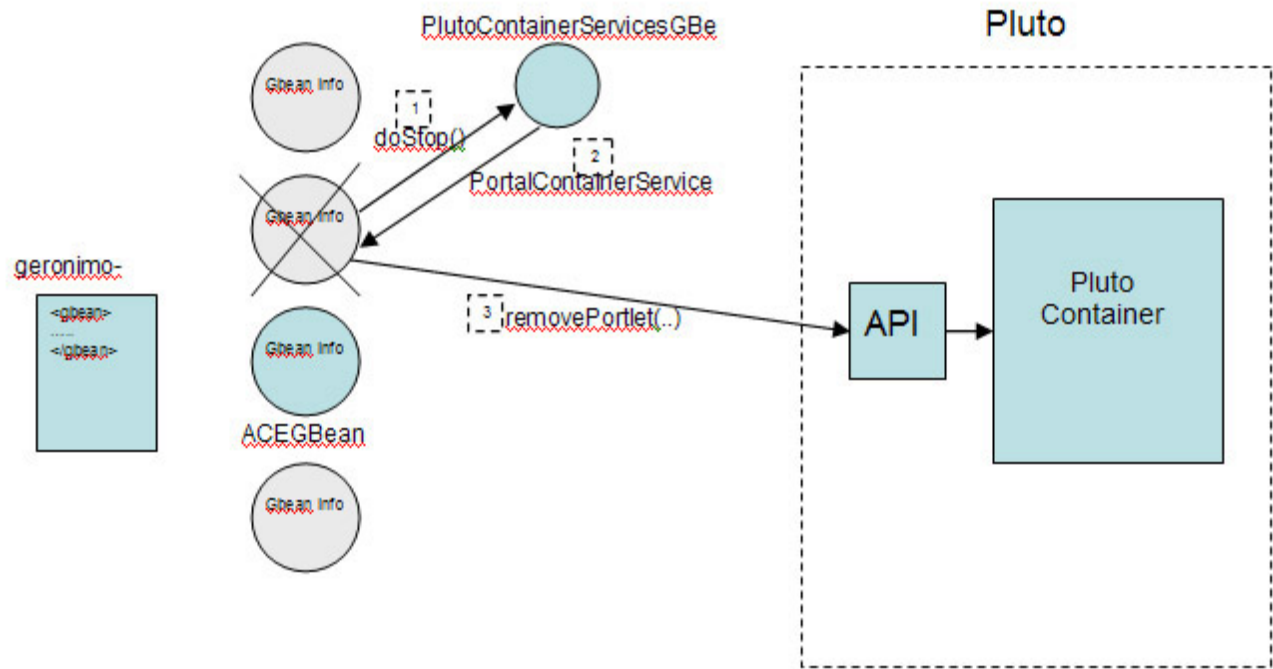 PlutoContainerServicesGBe
Pluto
Gbean Info
1
doStop()
2
PortalContainerService
Gbean Info
geronimo-
<gbean>
......
</gbean>
3
removePortlet(..)
API
Pluto
Container
Gbean Info
ACEGBean
Gbean Info